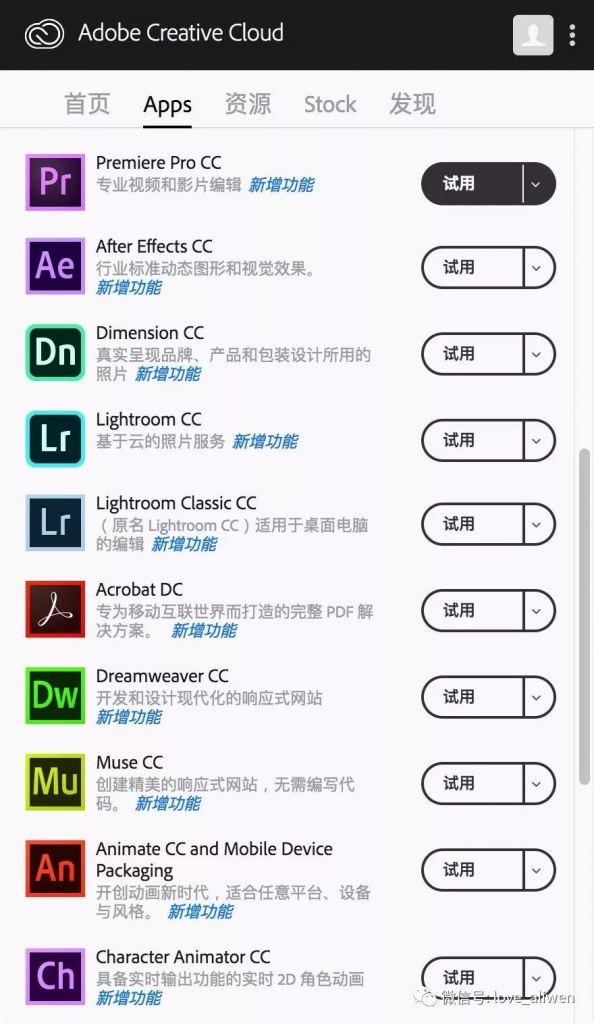 Adobe Creative Cloud
首页 Apps 资源 Stock 发现
Pr
Premiere Pro CC
专业视频和影片编辑 新增功能
试用
Ae
After Effects CC
行业标准动态图形和视觉效果。
新增功能
试用
Dn
Dimension CC
真实呈现品牌、产品和包装设计所用的
照片 新增功能
试用
Lr
Lightroom CC
基于云的照片服务 新增功能
试用
Lr
Lightroom Classic CC
（原名 Lightroom CC）适用于桌面电脑
的编辑 新增功能
试用
Acrobat DC
专为移动互联世界而打造的完整 PDF 解
决方案。 新增功能
试用
Dw
Dreamweaver CC
开发和设计现代化的响应式网站
新增功能
试用
Mu
Muse CC
创建精美的响应式网站，无需编写代
码。 新增功能
试用
An
Animate CC and Mobile Device
Packaging
开创动画新时代，适合任意平台、设备
与风格。 新增功能
试用
Ch
Character Animator CC
具备实时输出功能的实时 2D 角色动画
新增功能
试用
微信号: love_aliwen